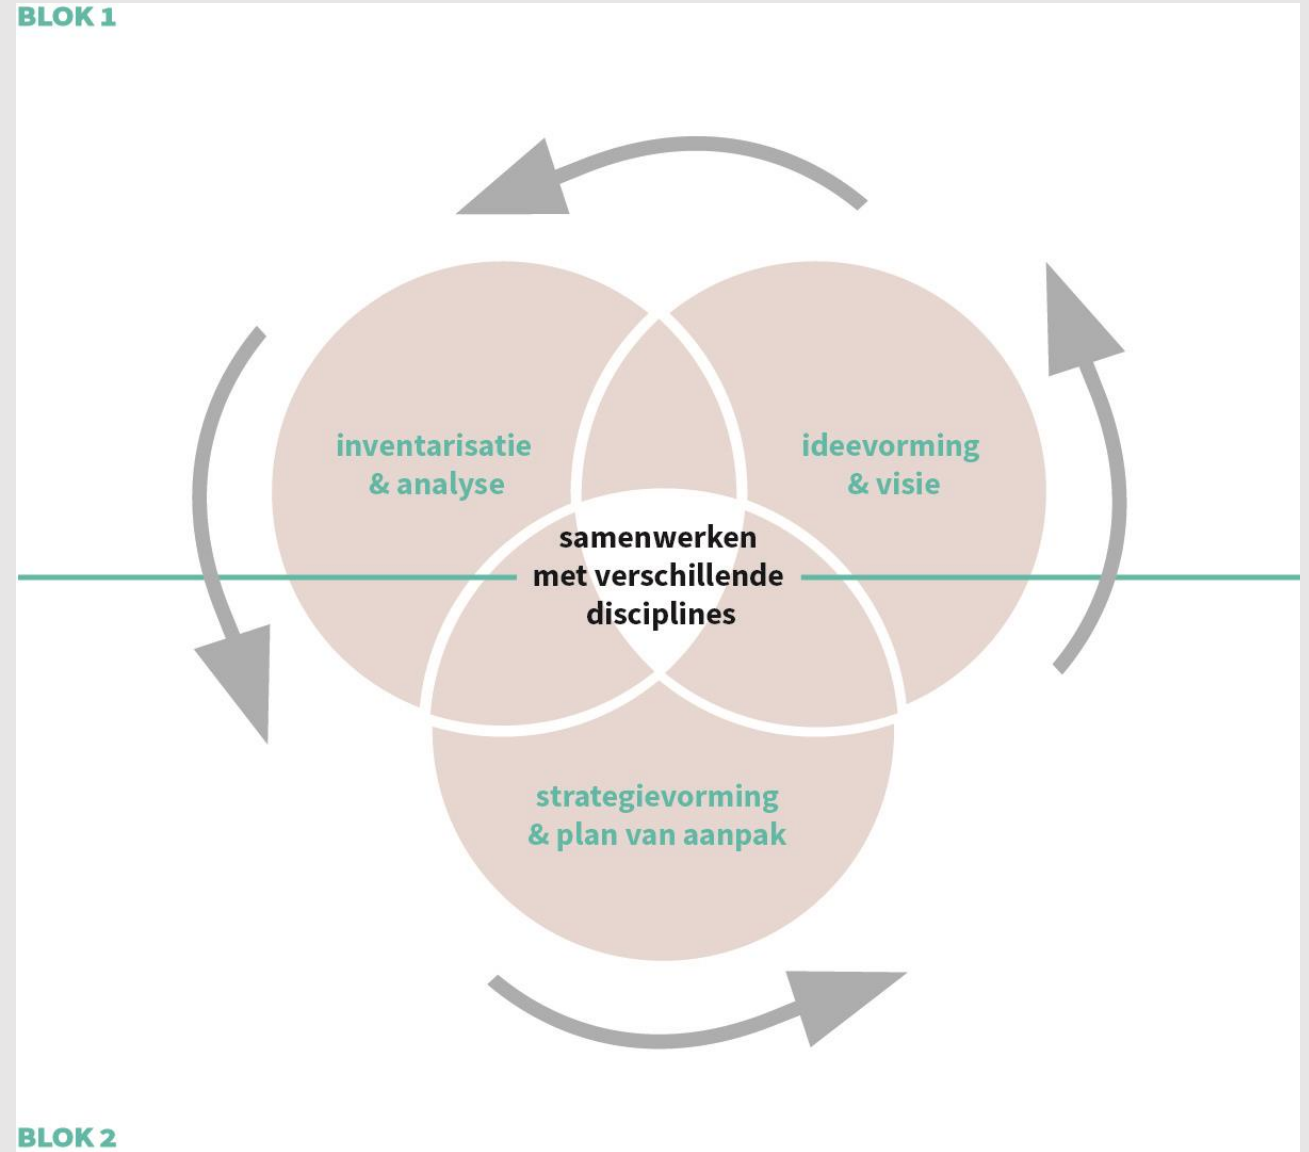 BLOK 1
inventarisatie
& analyse
ideevorming
& visie
samenwerken
met verschillende
disciplines
strategievorming
& plan van aanpak
BLOK 2